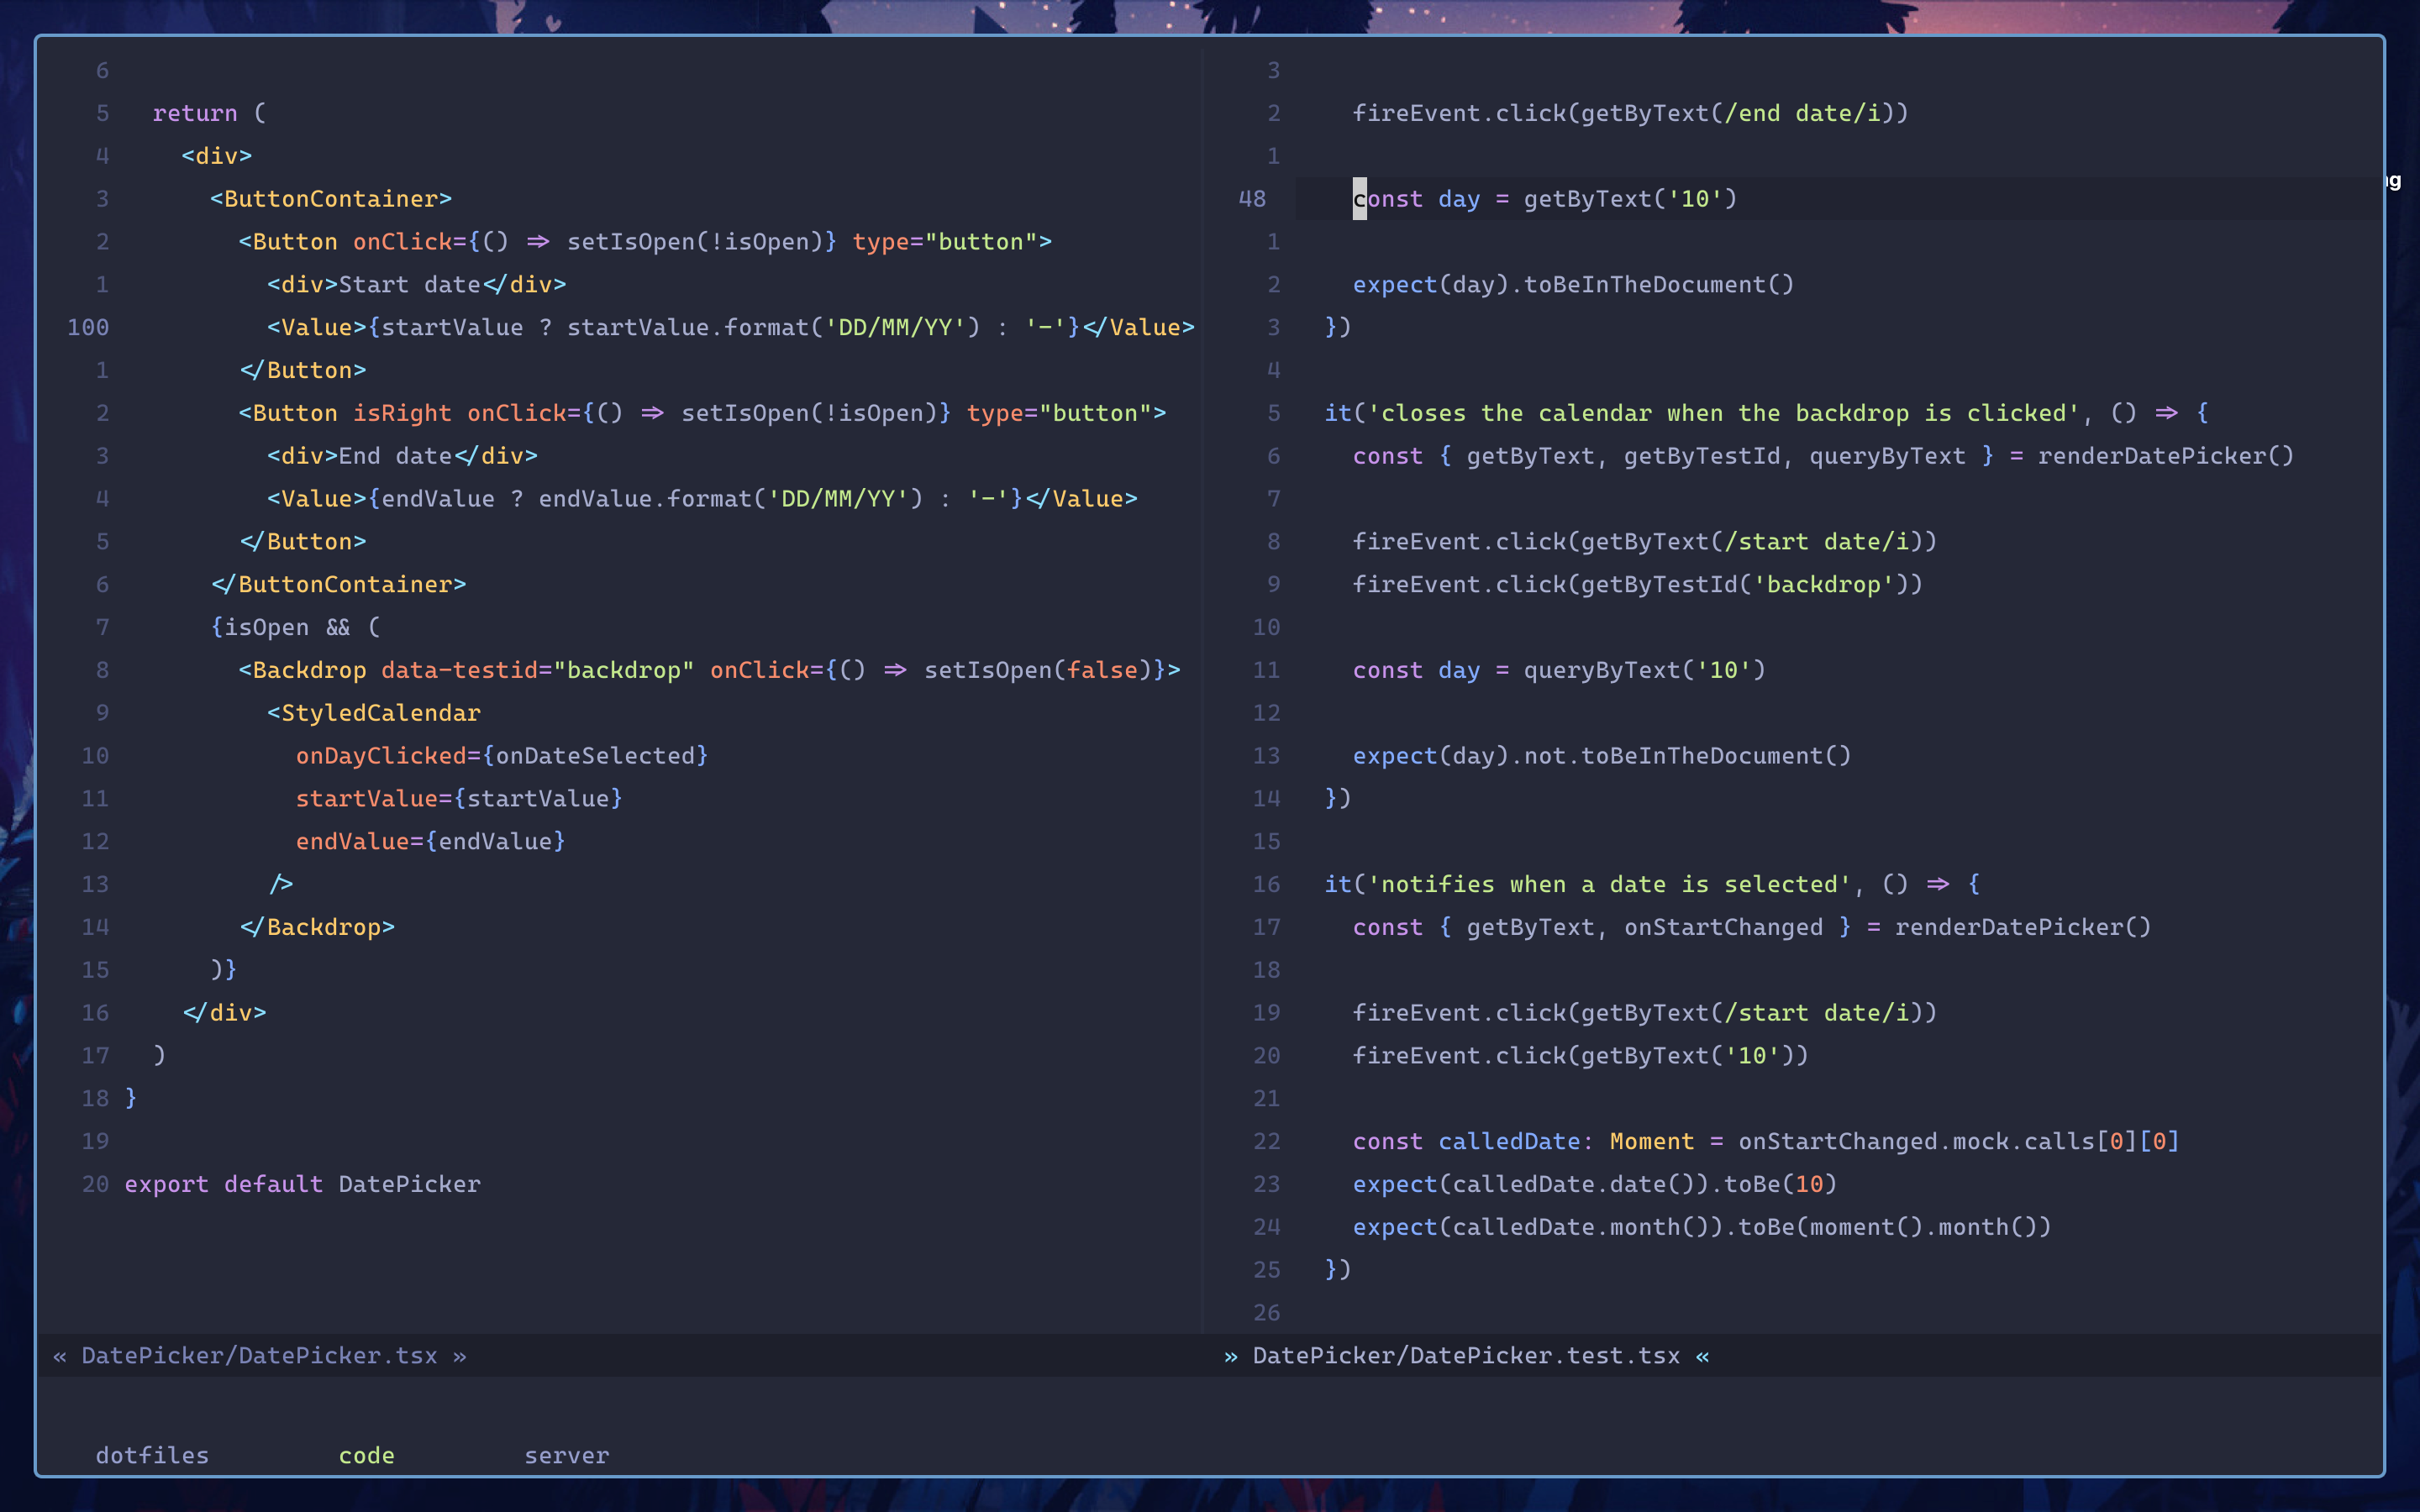 6
5   return (
4     <div>
3       <ButtonContainer>
2         <Button onClick={() => setIsOpen(!isOpen)} type="button">
1           <div>Start date</div>
100           <Value>{startValue ? startValue.format('DD/MM/YY') : '-'}</Value>
1         </Button>
2         <Button isRight onClick={() => setIsOpen(!isOpen)} type="button">
3           <div>End date</div>
4           <Value>{endValue ? endValue.format('DD/MM/YY') : '-'}</Value>
5         </Button>
6       </ButtonContainer>
7       {isOpen && (
8         <Backdrop data-testid="backdrop" onClick={() => setIsOpen(false)}>
9           <StyledCalendar
10             onDayClicked={onDateSelected}
11             startValue={startValue}
12             endValue={endValue}
13           />
14         </Backdrop>
15       )}
16     </div>
17   )
18 }
19
20 export default DatePicker
« DatePicker/DatePicker.tsx »
3
2     fireEvent.click(getByText(/end date/i))
1
48     const day = getByText('10')
1
2     expect(day).toBeInTheDocument()
3   })
4
5   it('closes the calendar when the backdrop is clicked', () => {
6     const { getByText, getByTestId, queryByText } = renderDatePicker()
7
8     fireEvent.click(getByText(/start date/i))
9     fireEvent.click(getByTestId('backdrop'))
10
11     const day = queryByText('10')
12
13     expect(day).not.toBeInTheDocument()
14   })
15
16   it('notifies when a date is selected', () => {
17     const { getByText, onStartChanged } = renderDatePicker()
18
19     fireEvent.click(getByText(/start date/i))
20     fireEvent.click(getByText('10'))
21
22     const calledDate: Moment = onStartChanged.mock.calls[0][0]
23     expect(calledDate.date()).toBe(10)
24     expect(calledDate.month()).toBe(moment().month())
25   })
26
» DatePicker/DatePicker.test.tsx «
dotfiles code server